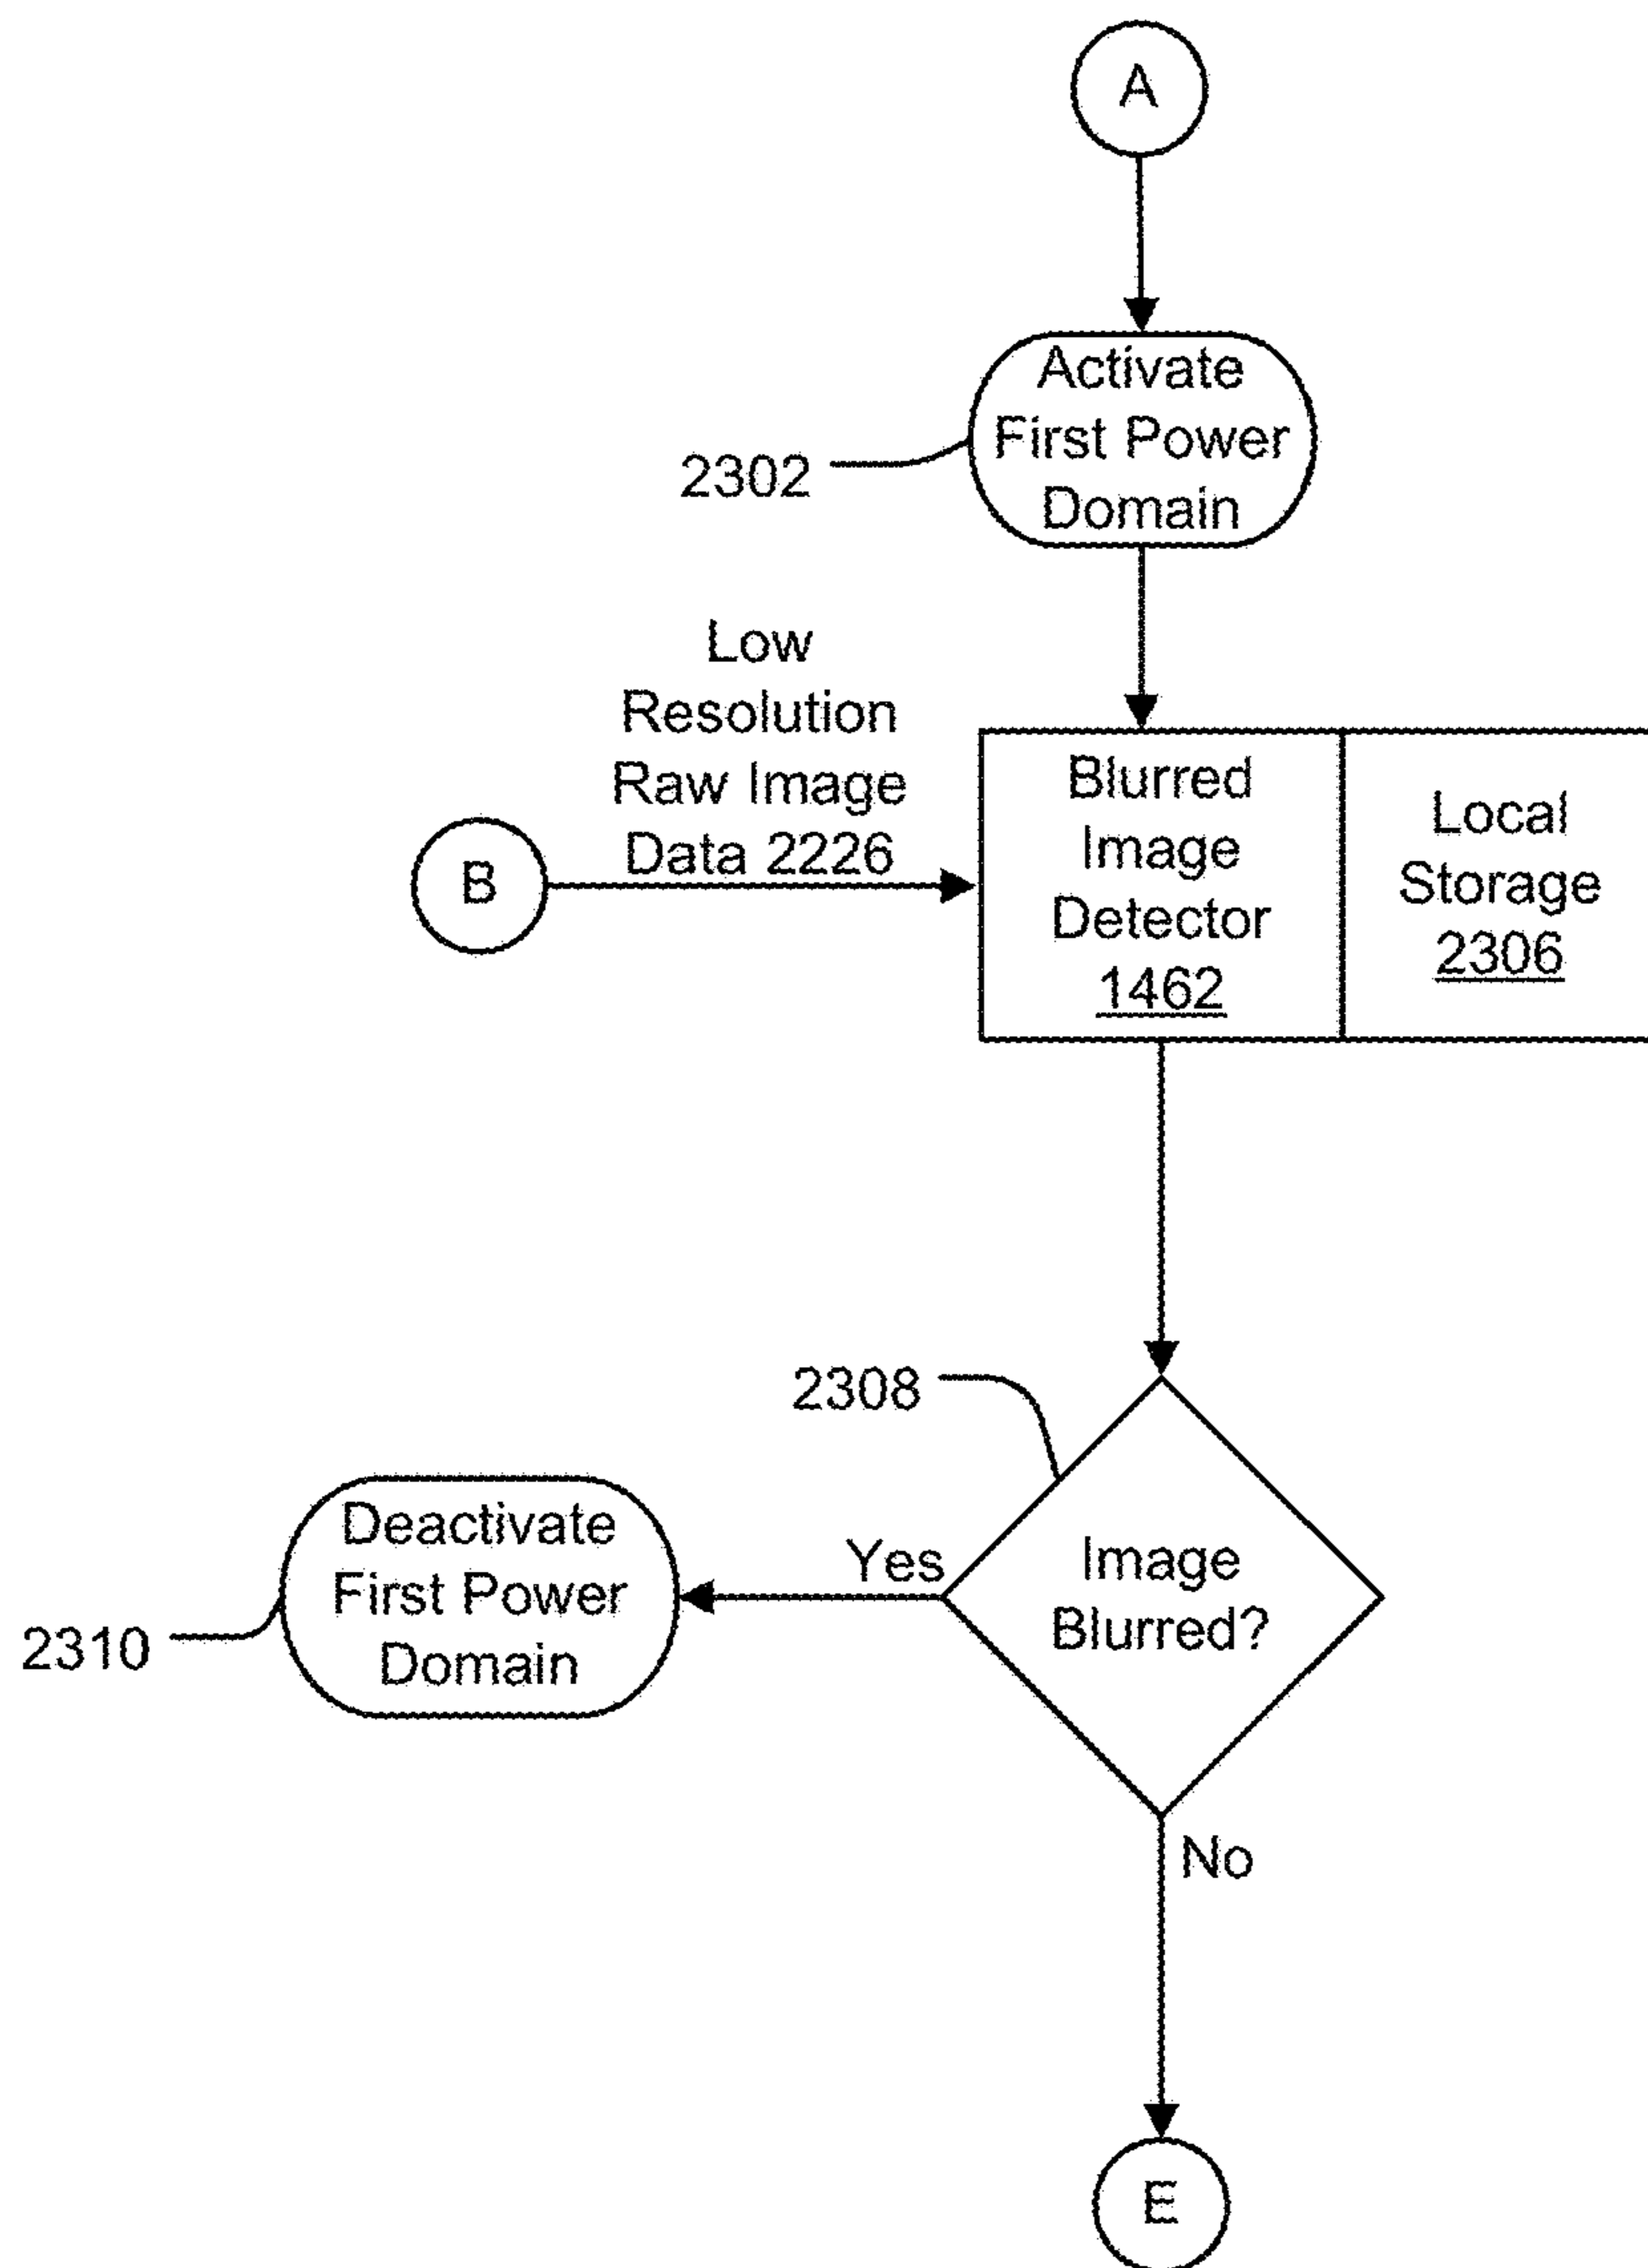 A
Activate
First Power
Domain
2302
Low
Resolution
Raw Image
Data 2226
B
Blurred
Image
Detector
1462
Local
Storage
2306
2308
Image
Blurred?
Yes
Deactivate
First Power
Domain
2310
No
E